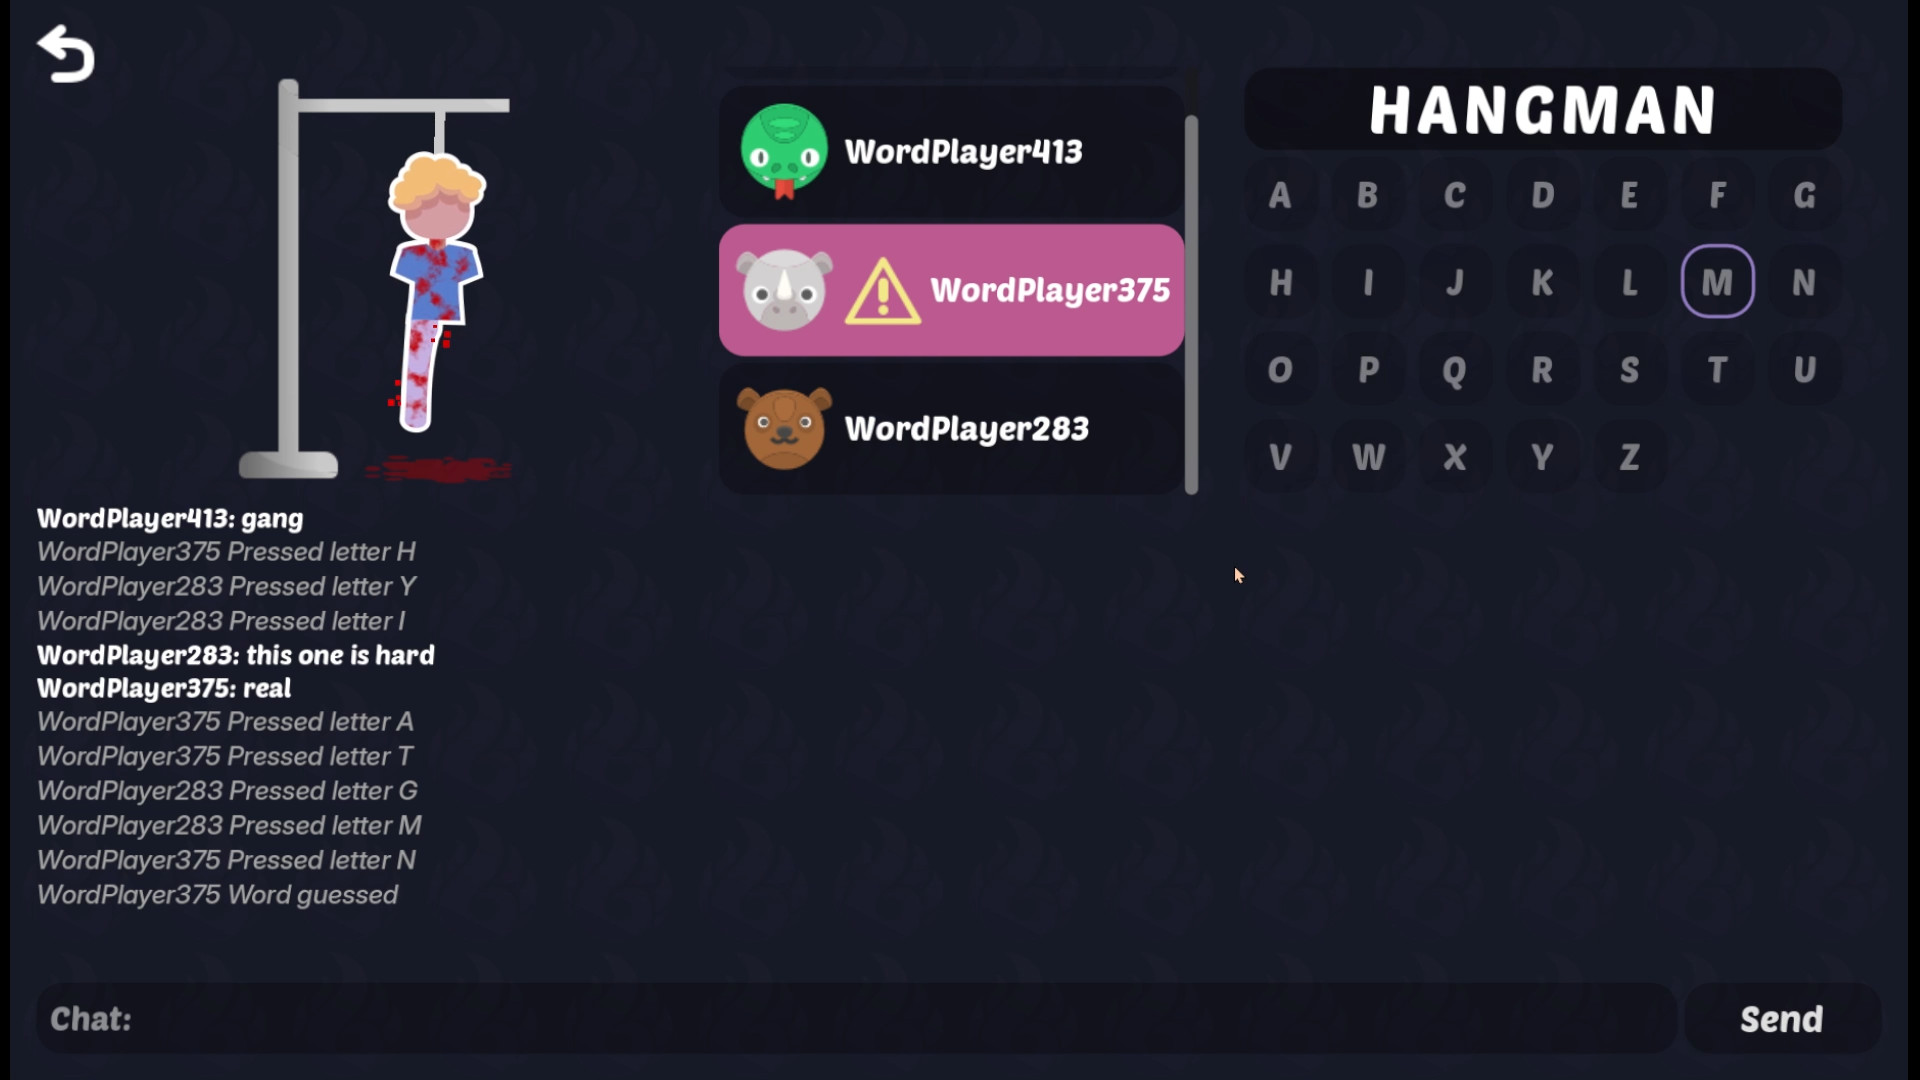 WordPlayer413
WordPlayer375
WordPlayer283
HANGMAN
A B C D E F G
H I J K L M N
O P Q R S T U
V W X Y Z
WordPlayer413: gang
WordPlayer375 Pressed letter H
WordPlayer283 Pressed letter Y
WordPlayer283 Pressed letter I
WordPlayer283: this one is hard
WordPlayer375: real
WordPlayer375 Pressed letter A
WordPlayer375 Pressed letter T
WordPlayer283 Pressed letter G
WordPlayer283 Pressed letter M
WordPlayer375 Pressed letter N
WordPlayer375 Word guessed
Chat:
Send